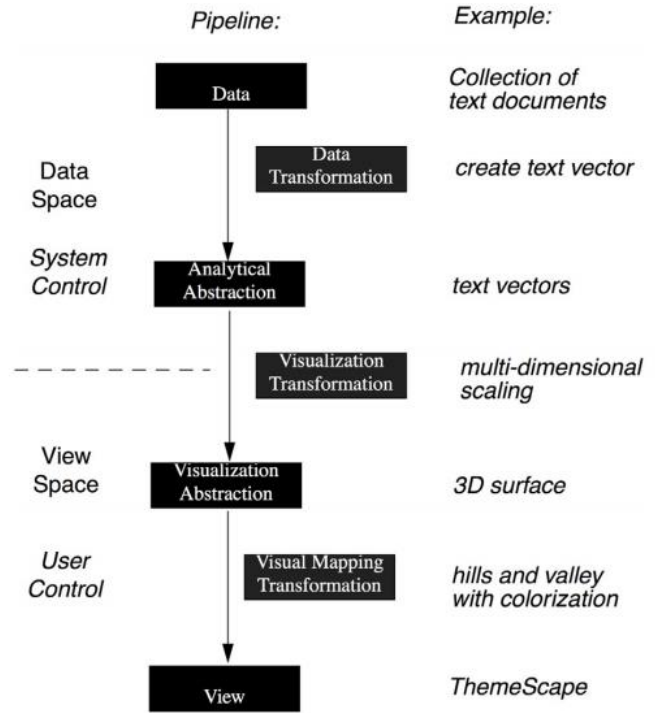 Pipeline:
Example:
Data
Collection of
text documents
Data
Transformation
create text vector
Data
Space
System
Control
Analytical
Abstraction
text vectors
Visualization
Transformation
multi-dimensional
scaling
View
Space
Visualization
Abstraction
3D surface
User
Control
Visual Mapping
Transformation
hills and valley
with colorization
View
ThemeScape